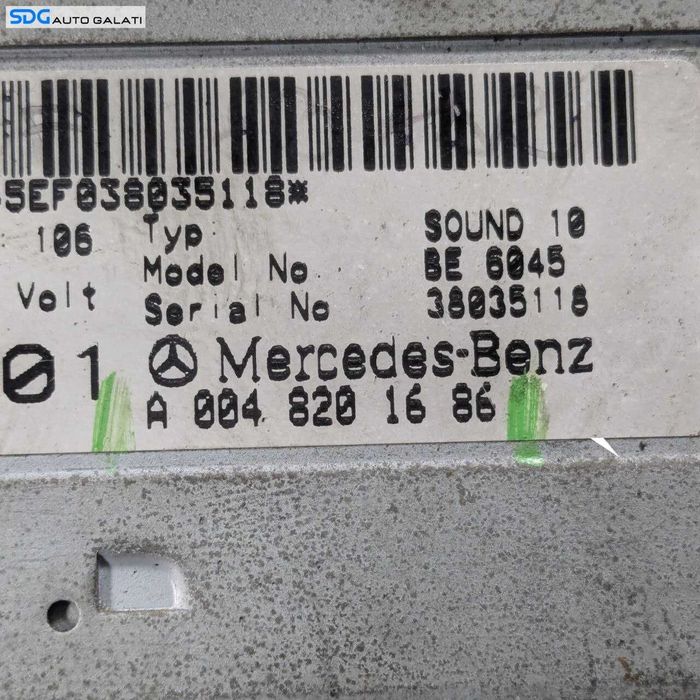 SDG AUTO GALATI
5EF038035118*
106 Typ SOUND 10
Model No BE 6045
Volt Serial No 38035118
01 Mercedes-Benz
A 004 820 16 86